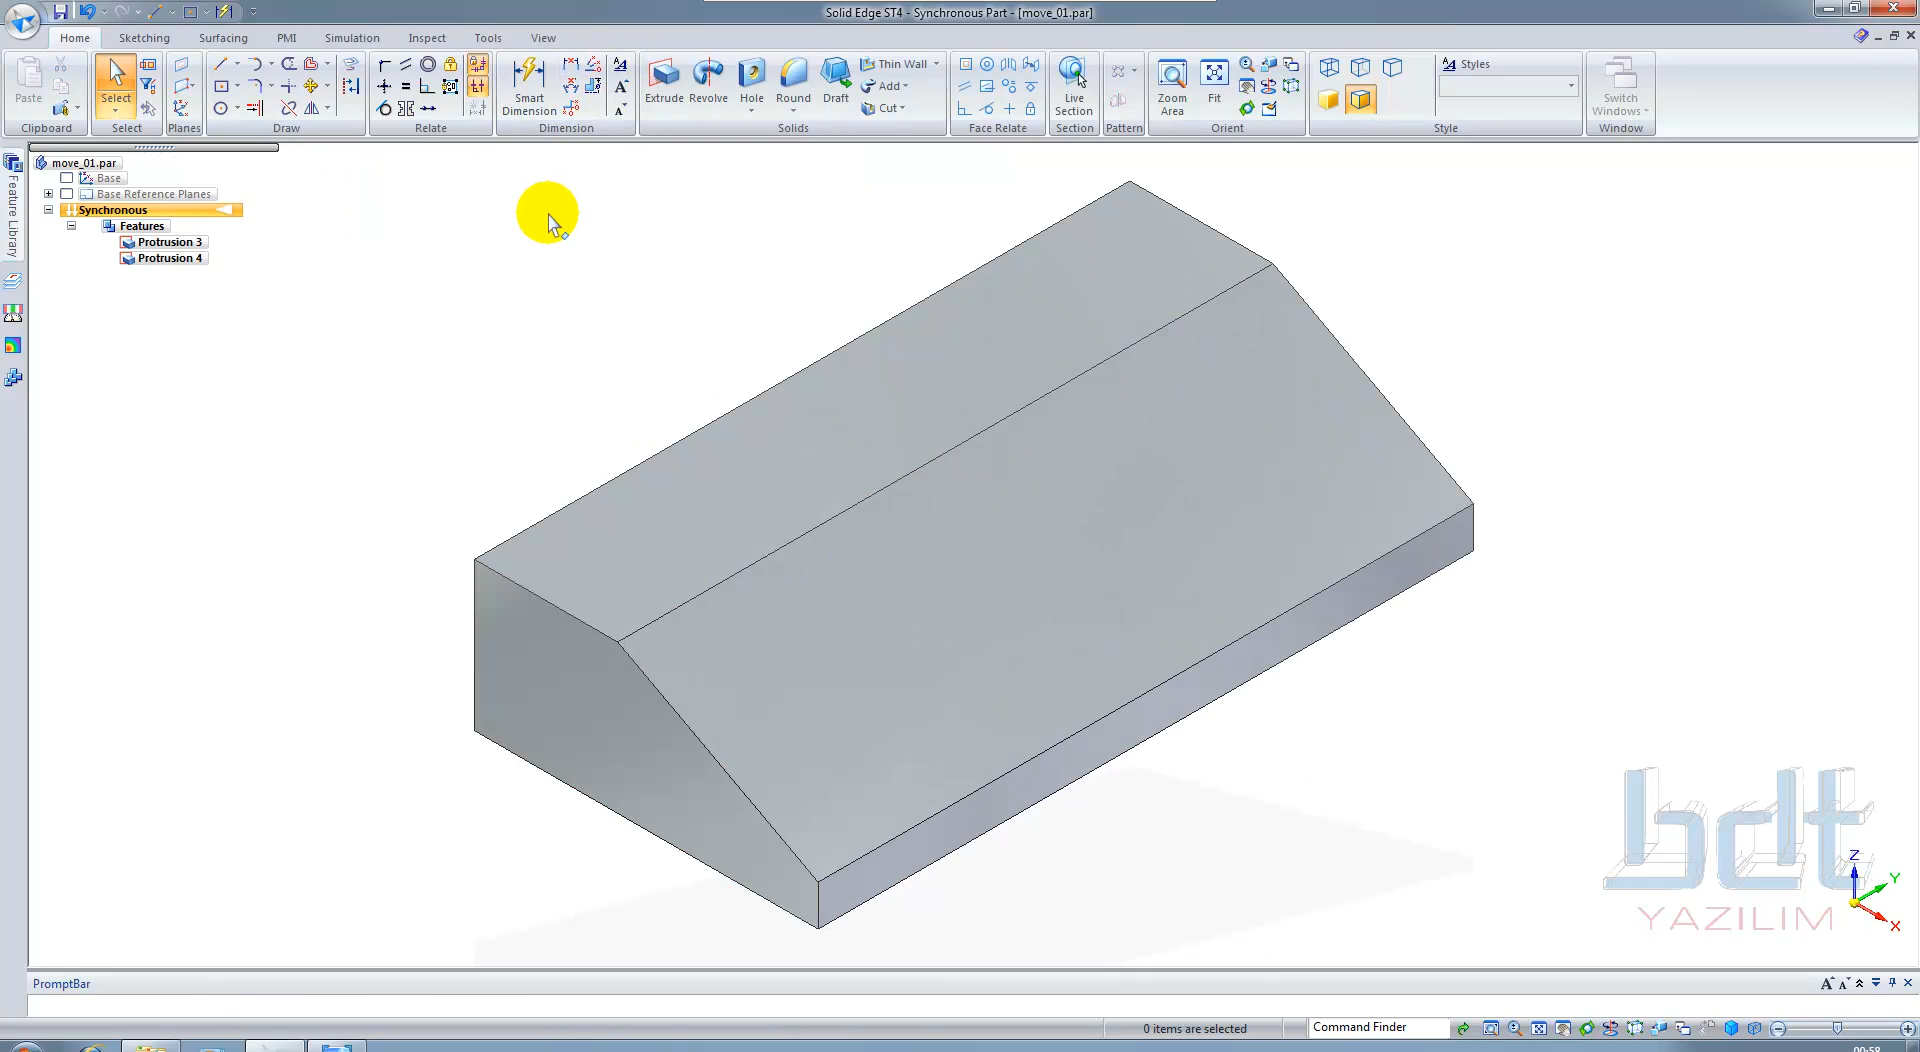 Solid Edge ST4 - Synchronous Part - [move_01.par]
Home Sketching Surfacing PMI Simulation Inspect Tools View
Paste
Clipboard
Select
Select
Planes
Draw
Relate
Smart Dimension
Dimension
Extrude Revolve Hole Round Draft
Thin Wall
Add
Cut
Solids
Face Relate
Live Section
Section
Pattern
Zoom Area
Fit
Orient
Styles
Style
Switch Windows
Window
Feature Library
move_01.par
Base
Base Reference Planes
Synchronous
Features
Protrusion 3
Protrusion 4
bdt
YAZILIM
Z
Y
X
PromptBar
0 items are selected
Command Finder